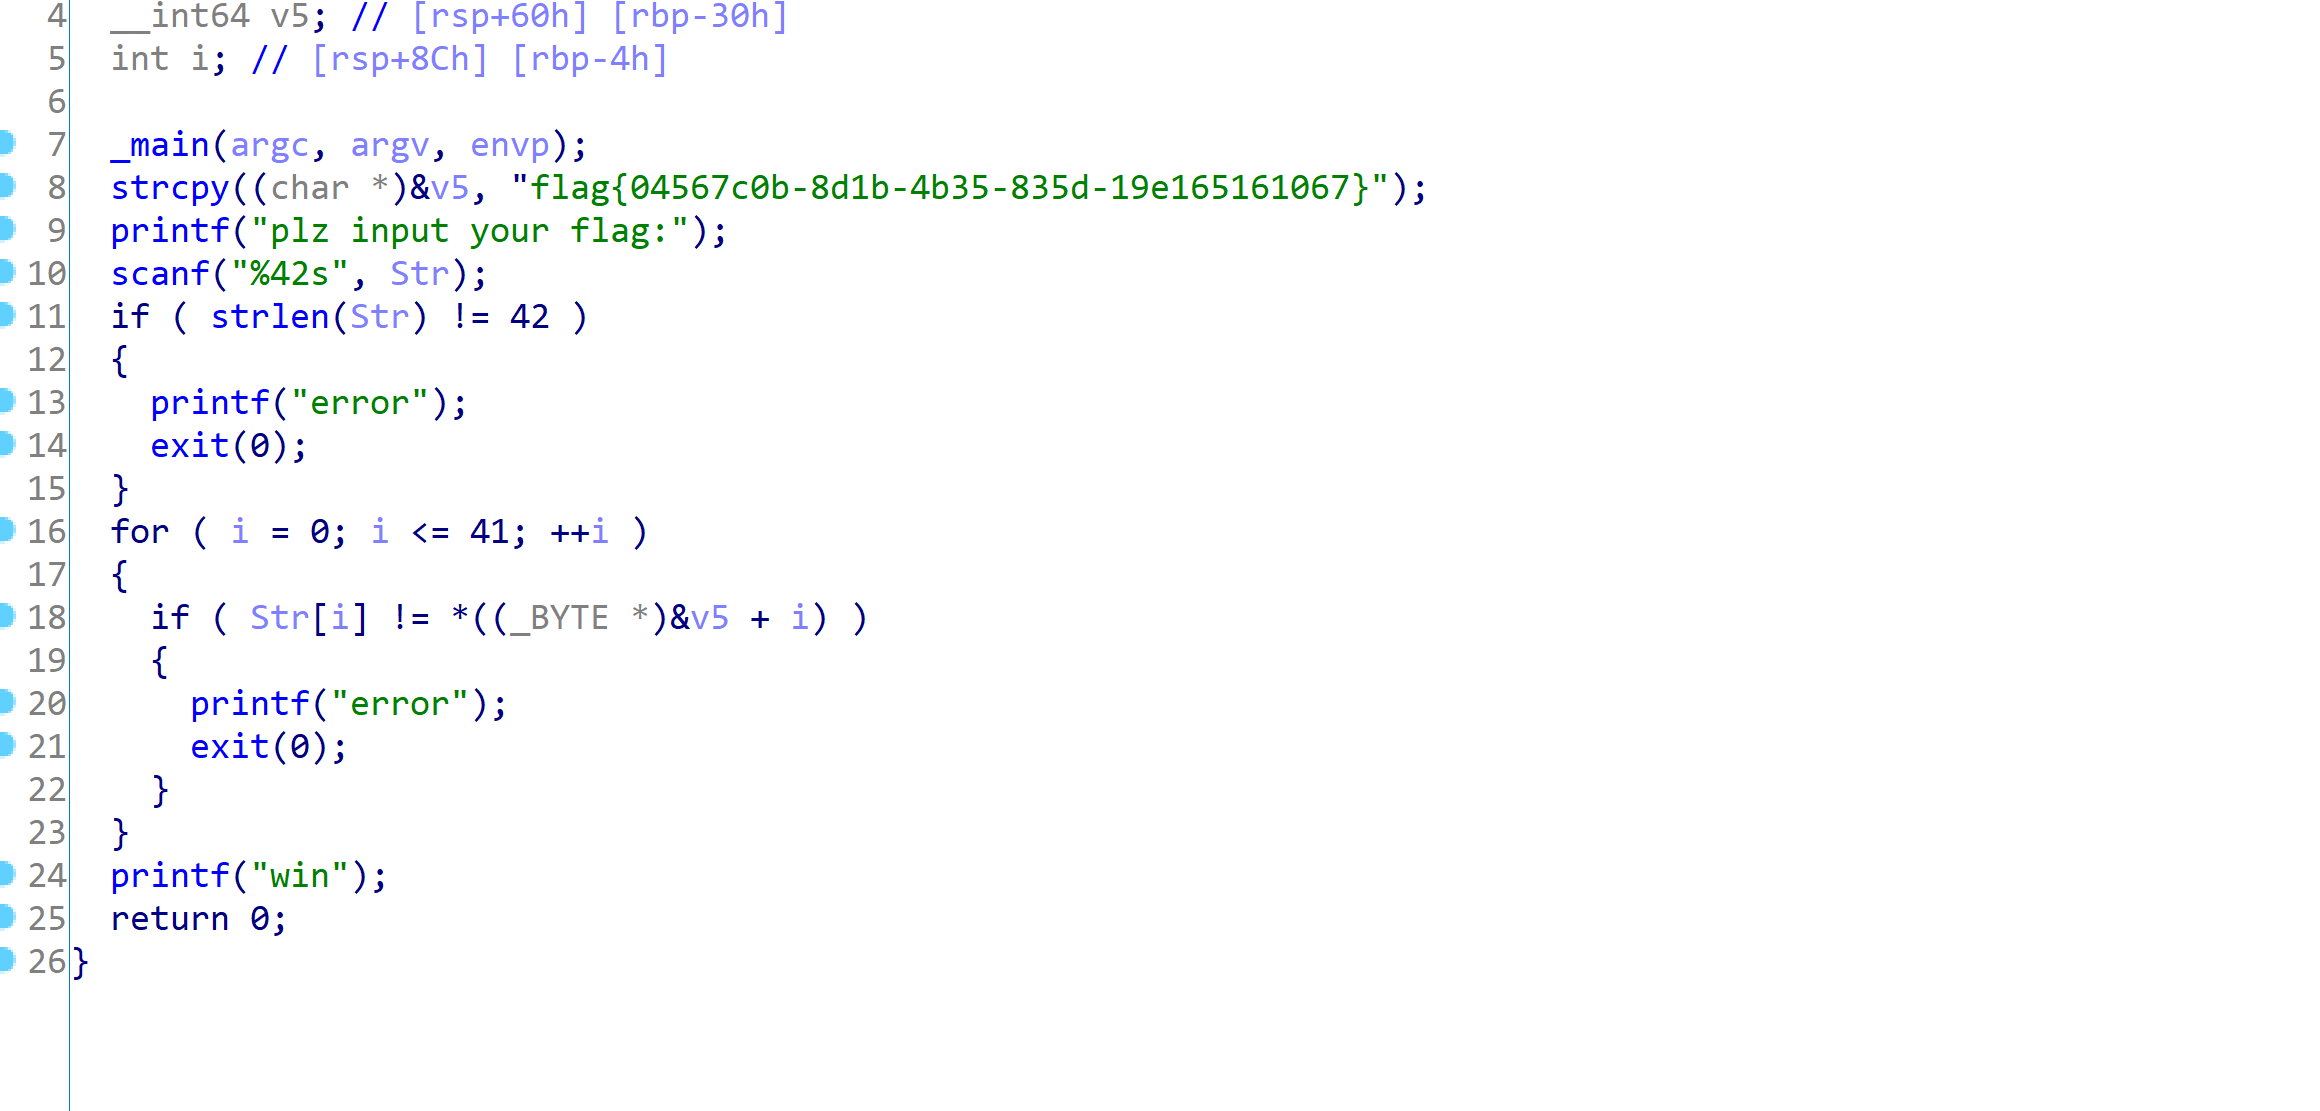 4 __int64 v5; // [rsp+60h] [rbp-30h]
5 int i; // [rsp+8Ch] [rbp-4h]
6
7 _main(argc, argv, envp);
8 strcpy((char *)&v5, "flag{04567c0b-8d1b-4b35-835d-19e165161067}");
9 printf("plz input your flag:");
10 scanf("%42s", Str);
11 if ( strlen(Str) != 42 )
12 {
13 printf("error");
14 exit(0);
15 }
16 for ( i = 0; i <= 41; ++i )
17 {
18 if ( Str[i] != *((_BYTE *)&v5 + i) )
19 {
20 printf("error");
21 exit(0);
22 }
23 }
24 printf("win");
25 return 0;
26 }